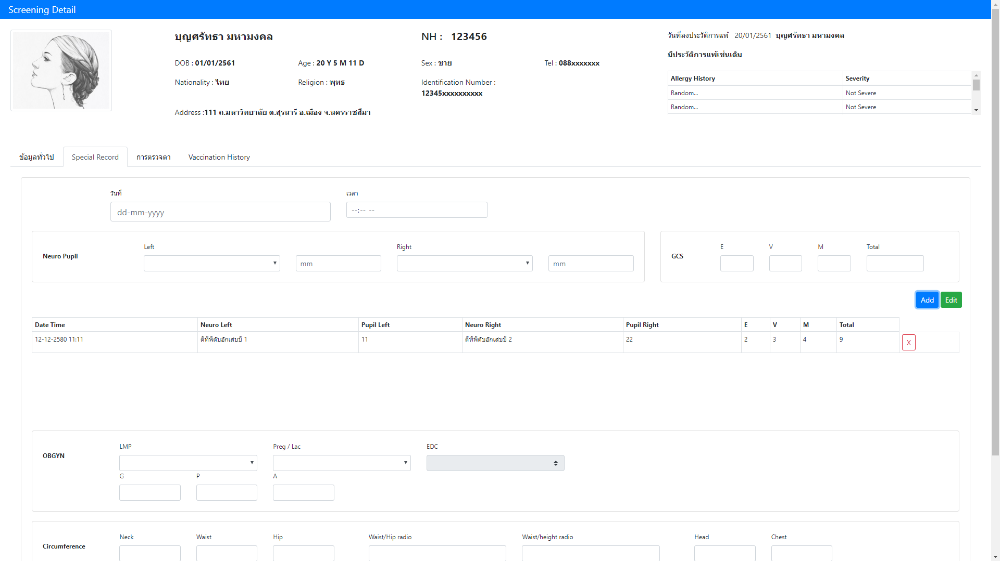 Screening Detail
บุญศรัทธา มหามงคล
NH : 123456
วันที่ลงประวัติการแพ้ 20/01/2561 บุญศรัทธา มหามงคล
DOB : 01/01/2561
Age : 20 Y 5 M 11 D
Sex : ชาย
Tel : 088xxxxxxx
มีประวัติการแพ้เช่นเดิม
Nationality : ไทย
Religion : พุทธ
Identification Number :
12345xxxxxxxxxx
Address :111 ถ.มหาวิทยาลัย ต.สุรนารี อ.เมือง จ.นครราชสีมา
Allergy History Severity
Random... Not Severe
Random... Not Severe
ข้อมูลทั่วไป Special Record การตรวจตา Vaccination History
วันที่ เวลา
dd-mm-yyyy --:-- --
Neuro Pupil
Left Right
mm mm
GCS
E V M Total
Add Edit
Date Time Neuro Left Pupil Left Neuro Right Pupil Right E V M Total
12-12-2580 11:11 ดีทีพีตับอักเสบบี 1 11 ดีทีพีตับอักเสบบี 2 22 2 3 4 9 X
OBGYN
LMP Preg / Lac EDC
G P A
Circumference
Neck Waist Hip Waist/Hip radio Waist/height radio Head Chest